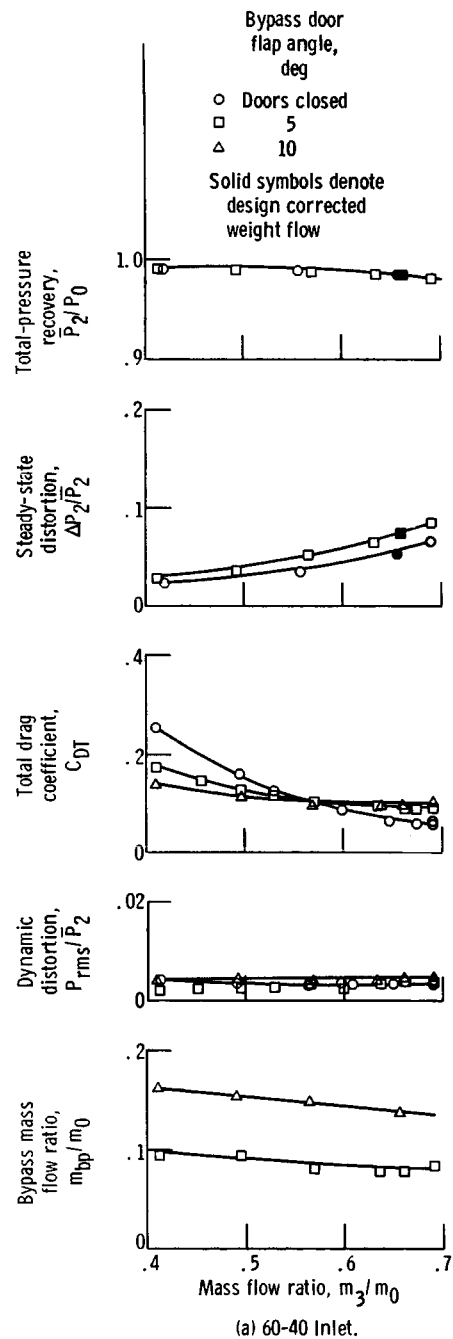 Bypass door
flap angle,
deg
Doors closed
5
10
Solid symbols denote
design corrected
weight flow
Total-pressure
recovery,
P̅₂/P₀
1.0
.9
Steady-state
distortion,
ΔP₂/P̅₂
.2
.1
0
Total drag
coefficient,
C_DT
.4
.2
0
Dynamic
distortion,
P_rms/P̅₂
.02
0
Bypass mass
flow ratio,
m_bp/m₀
.2
.1
0
.4 .5 .6 .7
Mass flow ratio, m₃/m₀
(a) 60-40 Inlet.